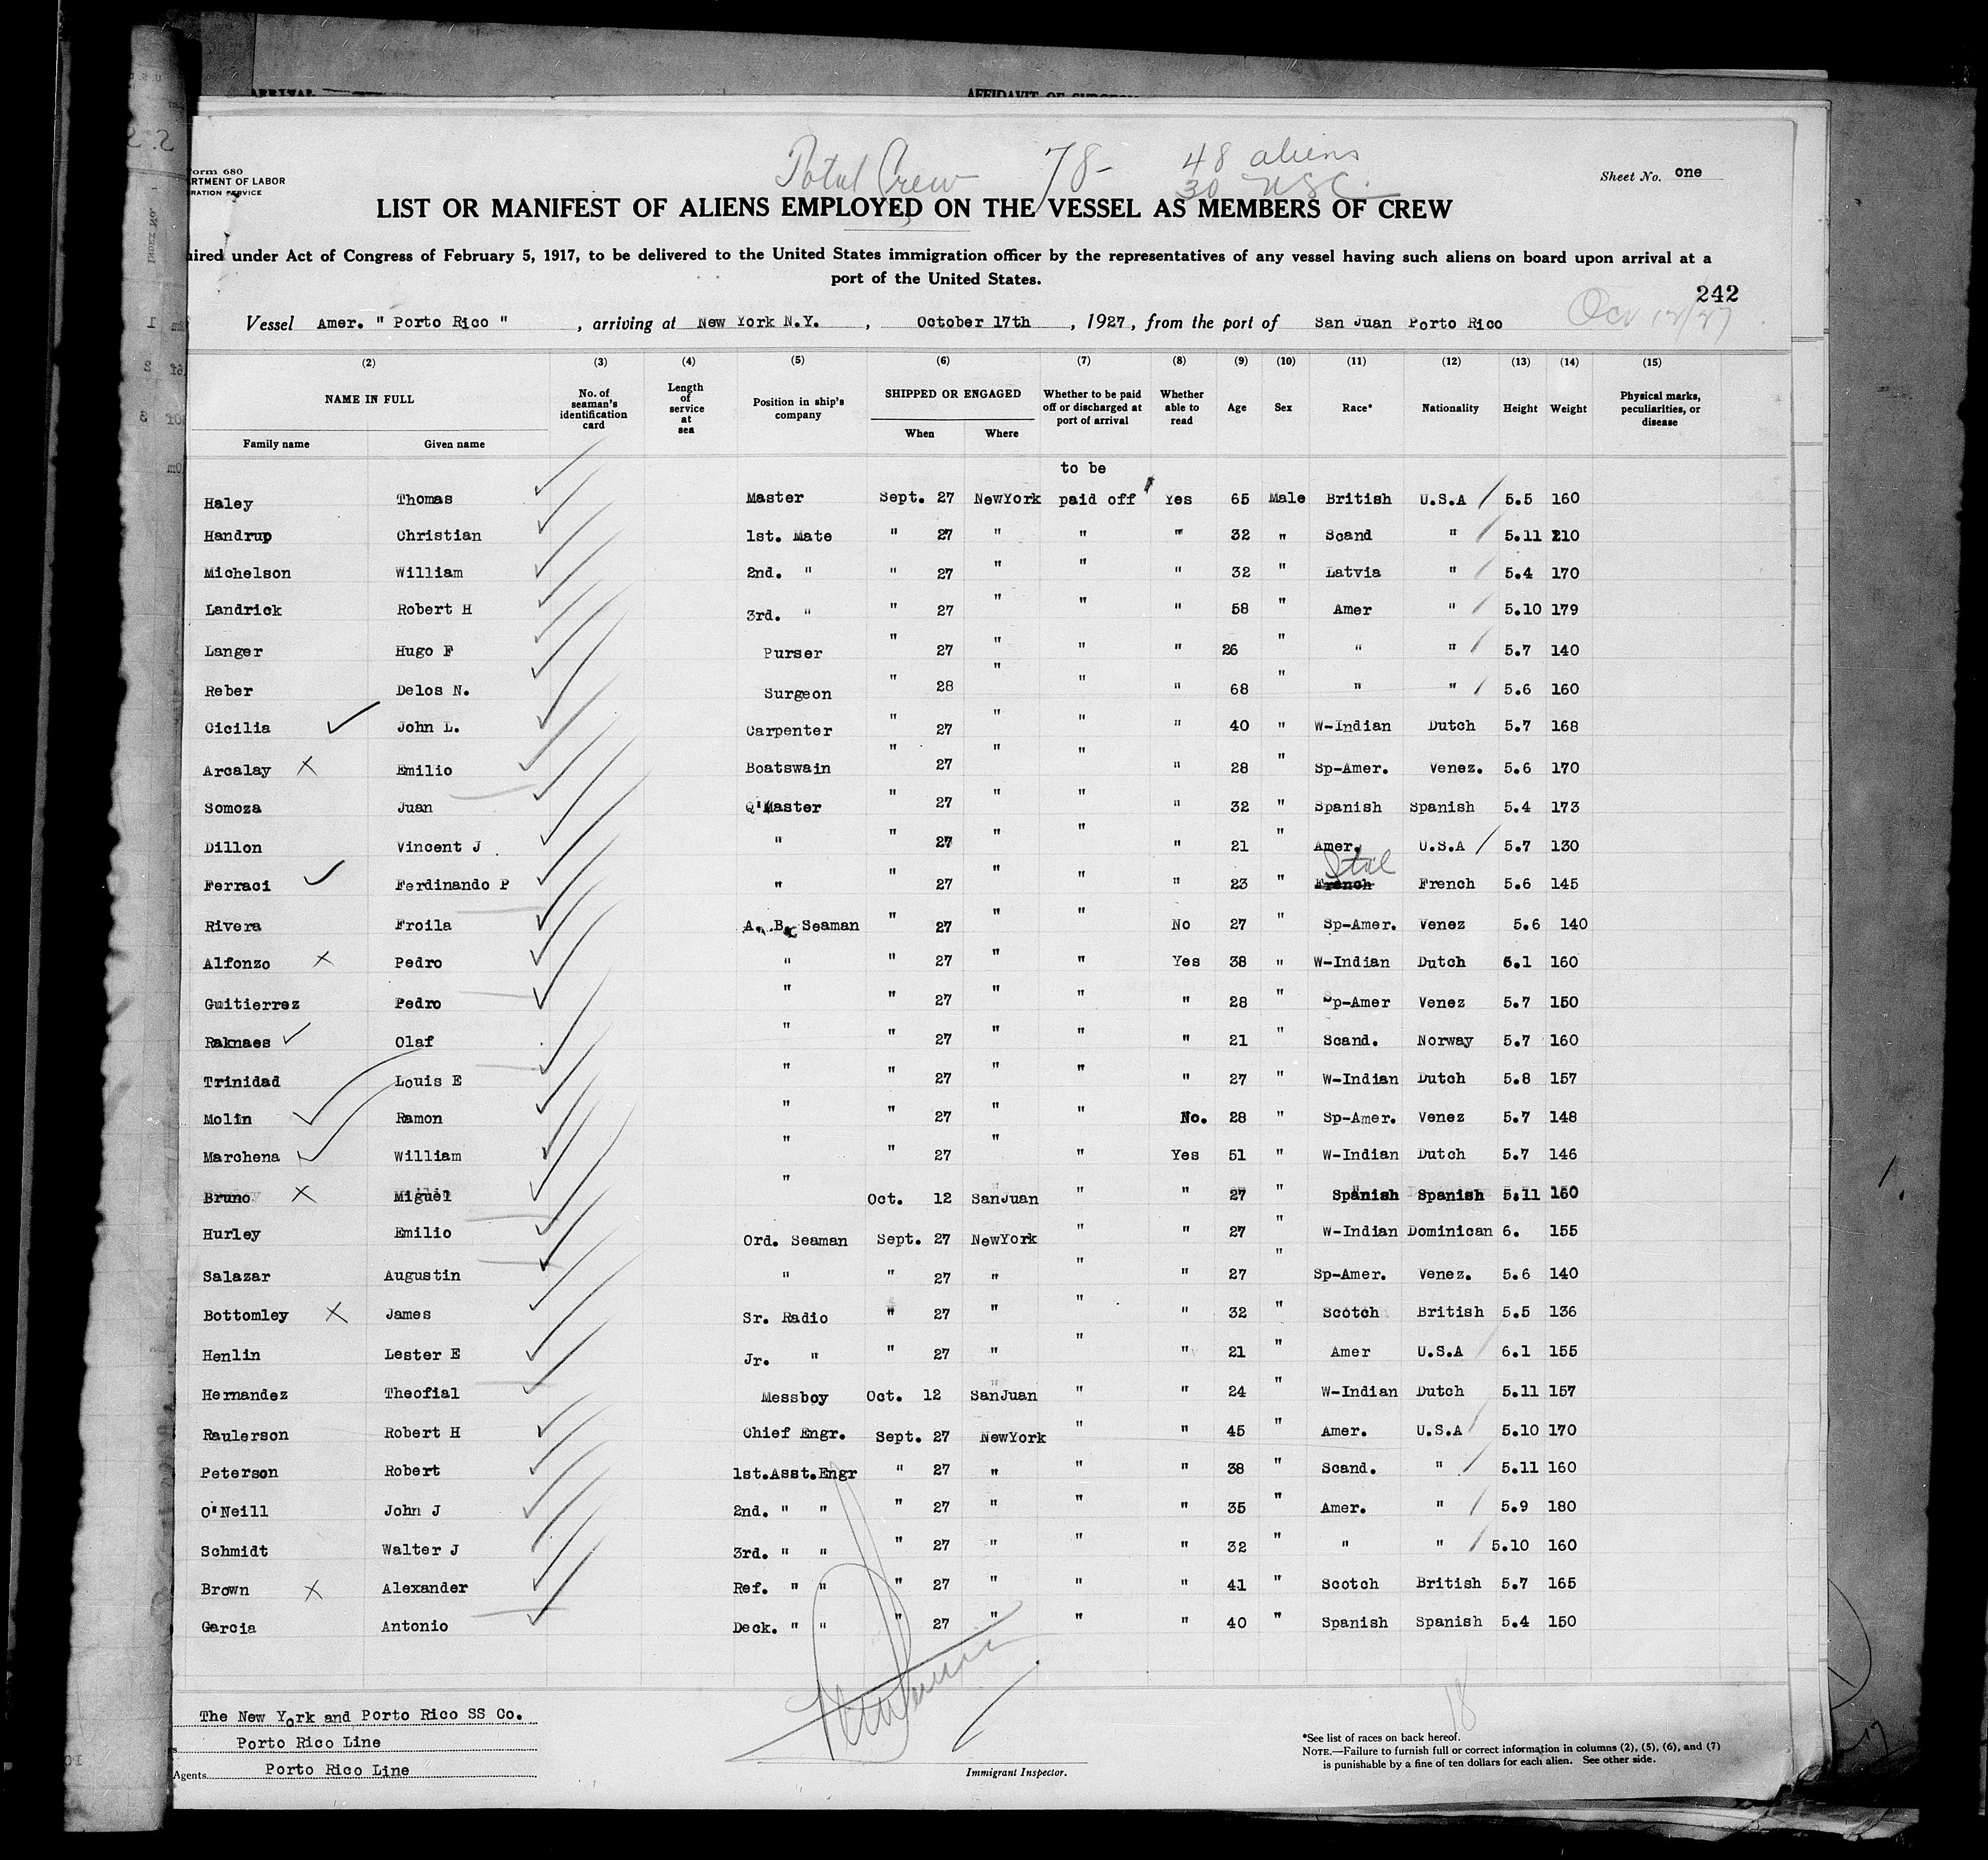 ARRIVAL
AFFIDAVIT OF SURGEON
Total Crew 78- 48 aliens
30 USC.
orm 680
RTMENT OF LABOR
RATION SERVICE
Sheet No. one
LIST OR MANIFEST OF ALIENS EMPLOYED ON THE VESSEL AS MEMBERS OF CREW
ired under Act of Congress of February 5, 1917, to be delivered to the United States immigration officer by the representatives of any vessel having such aliens on board upon arrival at a
port of the United States.
242
Vessel Amer. " Porto Rico " , arriving at New York N.Y. , October 17th , 1927, from the port of San Juan Porto Rico
(2) (3) (4) (5) (6) (7) (8) (9) (10) (11) (12) (13) (14) (15)
NAME IN FULL No. of seaman's identification card Length of service at sea Position in ship's company SHIPPED OR ENGAGED Whether to be paid off or discharged at port of arrival Whether able to read Age Sex Race* Nationality Height Weight Physical marks, peculiarities, or disease
Family name Given name When Where
to be
Haley Thomas Master Sept. 27 NewYork paid off Yes 65 Male British U.S.A 5.5 160
Handrup Christian 1st. Mate " 27 " " " 32 " Scand " 5.11 210
Michelson William 2nd. " " 27 " " " 32 " Latvia " 5.4 170
Landrick Robert H 3rd. " " 27 " " " 58 " Amer " 5.10 179
Langer Hugo F Purser " 27 " " " 26 " " " 5.7 140
Reber Delos N. Surgeon " 28 " " " 68 " " " 5.6 160
Cicilia John L. Carpenter " 27 " " " 40 " W-Indian Dutch 5.7 168
Arcalay Emilio Boatswain " 27 " " " 28 " Sp-Amer. Venez. 5.6 170
Somoza Juan Q'Master " 27 " " " 32 " Spanish Spanish 5.4 173
Dillon Vincent J " " 27 " " " 21 " Amer. U.S.A 5.7 130
Ital
Ferraci Ferdinando P " " 27 " " " 23 " French French 5.6 145
Rivera Froila A. B. Seaman " 27 " " No 27 " Sp-Amer. Venez 5.6 140
Alfonzo Pedro " " 27 " " Yes 38 " W-Indian Dutch 6.1 160
Guitierrez Pedro " " 27 " " " 28 " Sp-Amer Venez 5.7 150
Raknaes Olaf " " 27 " " " 21 " Scand. Norway 5.7 160
Trinidad Louis E " " 27 " " " 27 " W-Indian Dutch 5.8 157
Molin Ramon " " 27 " " No. 28 " Sp-Amer. Venez 5.7 148
Marchena William " " 27 " " Yes 51 " W-Indian Dutch 5.7 146
Bruno Miguel " Oct. 12 SanJuan " " 27 " Spanish Spanish 5.11 160
Hurley Emilio Ord. Seaman Sept. 27 NewYork " " 27 " W-Indian Dominican 6. 155
Salazar Augustin " " 27 " " " 27 " Sp-Amer. Venez. 5.6 140
Bottomley James Sr. Radio " 27 " " " 32 " Scotch British 5.5 136
Henlin Lester E Jr. " " 27 " " " 21 " Amer U.S.A 6.1 155
Hernandez Theofial Messboy Oct. 12 SanJuan " " 24 " W-Indian Dutch 5.11 157
Raulerson Robert H Chief Engr. Sept. 27 NewYork " " 45 " Amer. U.S.A 5.10 170
Peterson Robert 1st.Asst.Engr " 27 " " " 38 " Scand. " 5.11 160
O'Neill John J 2nd. " " " 27 " " " 35 " Amer. " 5.9 180
Schmidt Walter J 3rd. " " " 27 " " " 32 " " " 5.10 160
Brown Alexander Ref. " " " 27 " " " 41 " Scotch British 5.7 165
Garcia Antonio Deck. " " " 27 " " " 40 " Spanish Spanish 5.4 150
18
The New York and Porto Rico SS Co.
Porto Rico Line
Agents Porto Rico Line
Immigrant Inspector.
*See list of races on back hereof.
NOTE.—Failure to furnish full or correct information in columns (2), (5), (6), and (7)
is punishable by a fine of ten dollars for each alien. See other side.